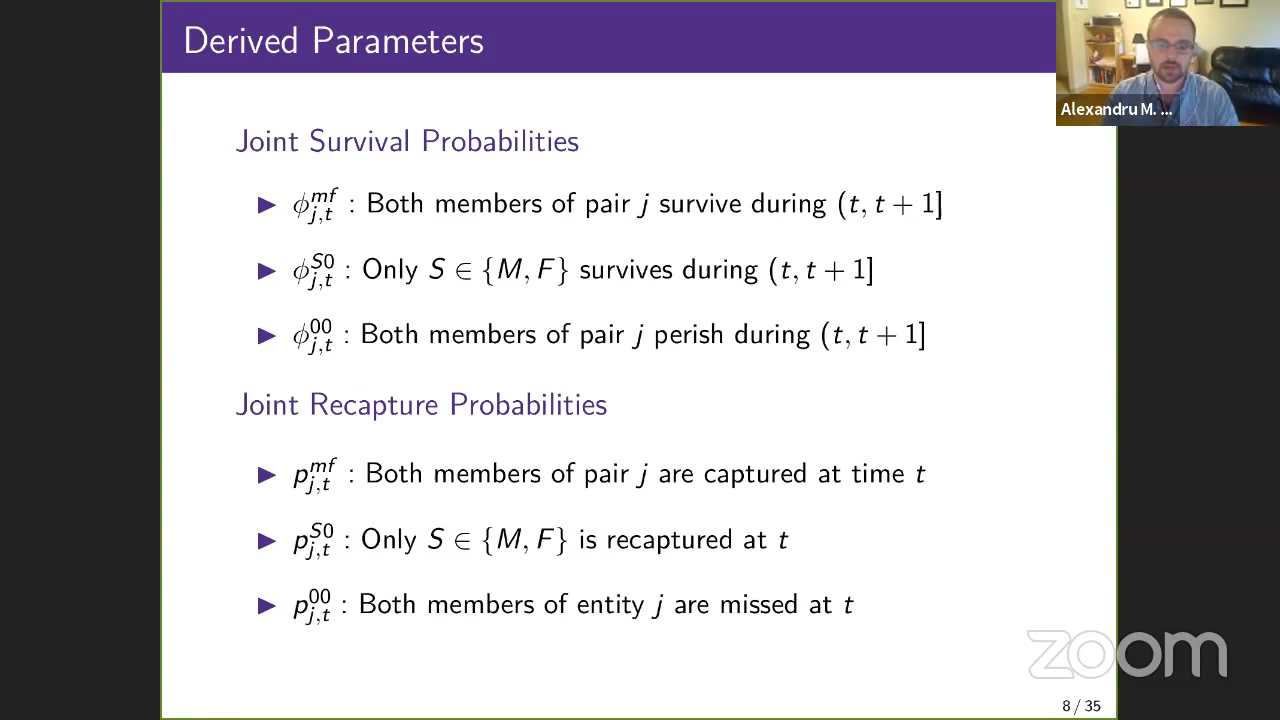 Derived Parameters
Alexandru M. ...
Joint Survival Probabilities
▶ ϕ^{mf}_{j,t} : Both members of pair j survive during (t, t + 1]
▶ ϕ^{S0}_{j,t} : Only S ∈ {M, F} survives during (t, t + 1]
▶ ϕ^{00}_{j,t} : Both members of pair j perish during (t, t + 1]
Joint Recapture Probabilities
▶ p^{mf}_{j,t} : Both members of pair j are captured at time t
▶ p^{S0}_{j,t} : Only S ∈ {M, F} is recaptured at t
▶ p^{00}_{j,t} : Both members of entity j are missed at t
zoom
8 / 35